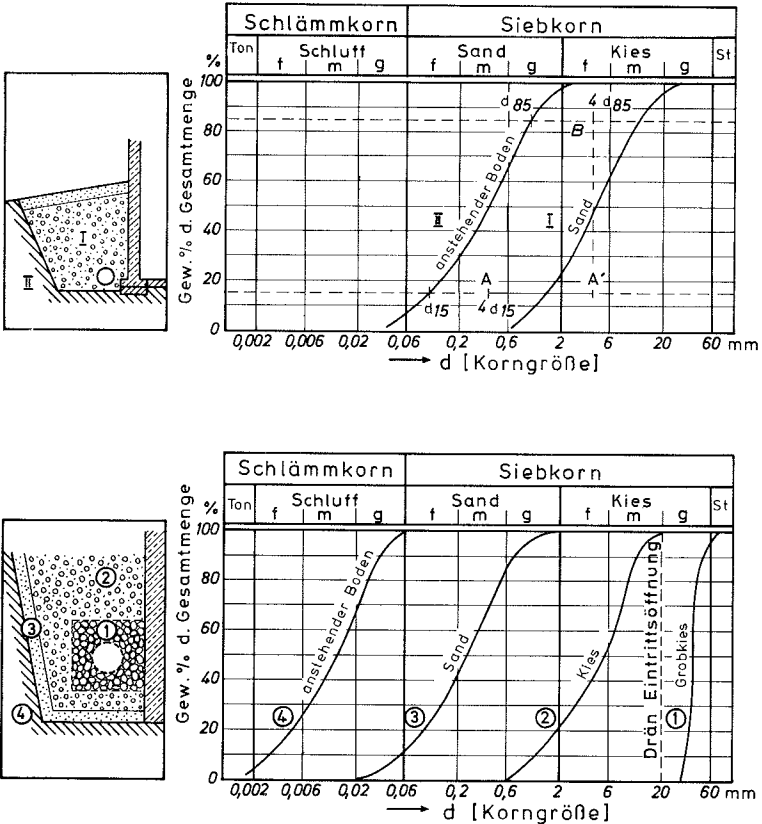 Schlämmkorn Siebkorn
Ton Schluff Sand Kies St
f m g f m g f m g
%
100
80
60
40
20
0
Gew. % d. Gesamtmenge
d85 4 d85
B
anstehender Boden
II I
Sand
A A'
d15 4 d15
0,002 0,006 0,02 0,06 0,2 0,6 2 6 20 60 mm
d [Korngröße]
I
II
Schlämmkorn Siebkorn
Ton Schluff Sand Kies St
f m g f m g f m g
%
100
80
60
40
20
0
Gew. % d. Gesamtmenge
anstehender Boden
Sand
Kies
Drän Eintrittsöffnung
Grobkies
4 3 2 1
0,002 0,006 0,02 0,06 0,2 0,6 2 6 20 60 mm
d [Korngröße]
2
3 1
4